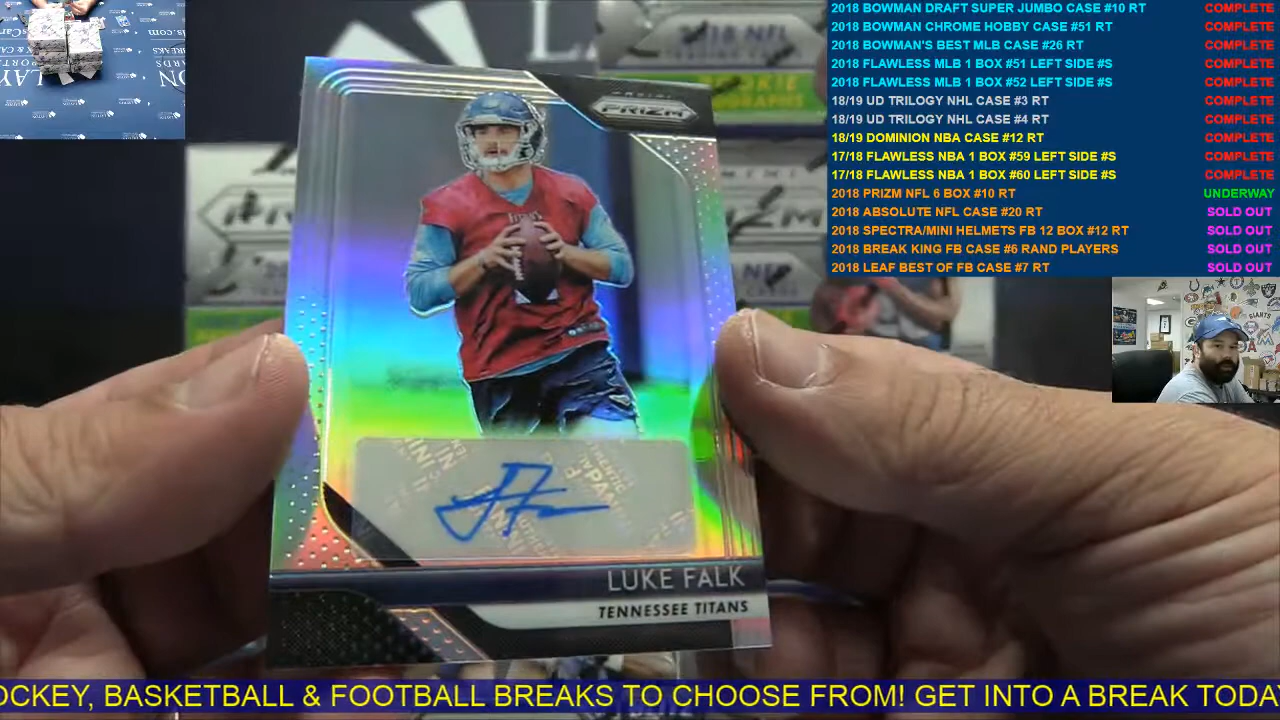 2018 BOWMAN DRAFT SUPER JUMBO CASE #10 RT COMPLETE
2018 BOWMAN CHROME HOBBY CASE #51 RT COMPLETE
2018 BOWMAN'S BEST MLB CASE #26 RT COMPLETE
2018 FLAWLESS MLB 1 BOX #51 LEFT SIDE #S COMPLETE
2018 FLAWLESS MLB 1 BOX #52 LEFT SIDE #S COMPLETE
18/19 UD TRILOGY NHL CASE #3 RT COMPLETE
18/19 UD TRILOGY NHL CASE #4 RT COMPLETE
18/19 DOMINION NBA CASE #12 RT COMPLETE
17/18 FLAWLESS NBA 1 BOX #59 LEFT SIDE #S COMPLETE
17/18 FLAWLESS NBA 1 BOX #60 LEFT SIDE #S COMPLETE
2018 PRIZM NFL 6 BOX #10 RT UNDERWAY
2018 ABSOLUTE NFL CASE #20 RT SOLD OUT
2018 SPECTRA/MINI HELMETS FB 12 BOX #12 RT SOLD OUT
2018 BREAK KING FB CASE #6 RAND PLAYERS SOLD OUT
2018 LEAF BEST OF FB CASE #7 RT SOLD OUT
PANINI
PRIZM
LUKE FALK
TENNESSEE TITANS
OCKEY, BASKETBALL & FOOTBALL BREAKS TO CHOOSE FROM! GET INTO A BREAK TODAY